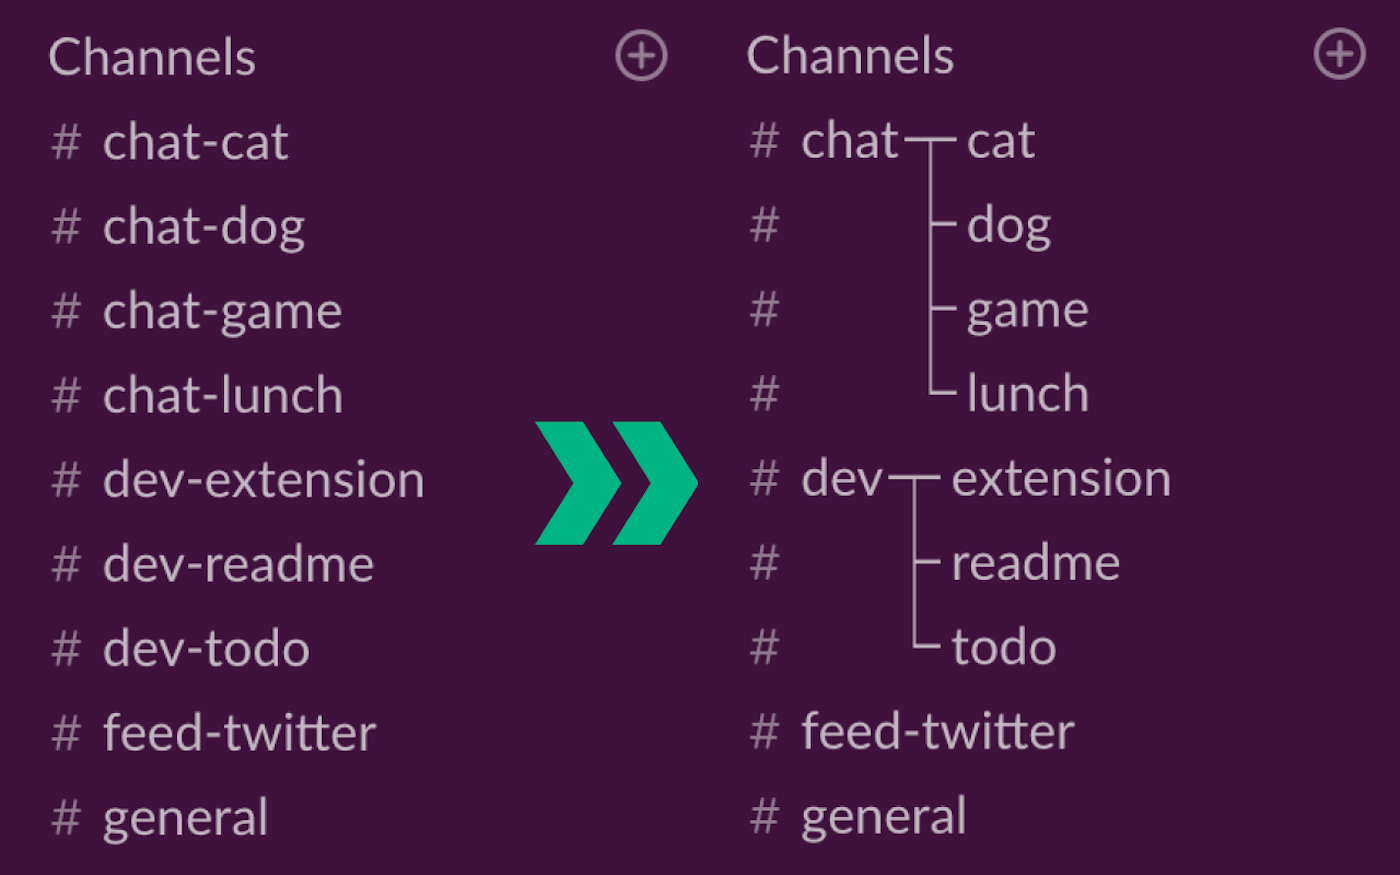 Channels
# chat-cat
# chat-dog
# chat-game
# chat-lunch
# dev-extension
# dev-readme
# dev-todo
# feed-twitter
# general
Channels
# chat cat
# dog
# game
# lunch
# dev extension
# readme
# todo
# feed-twitter
# general